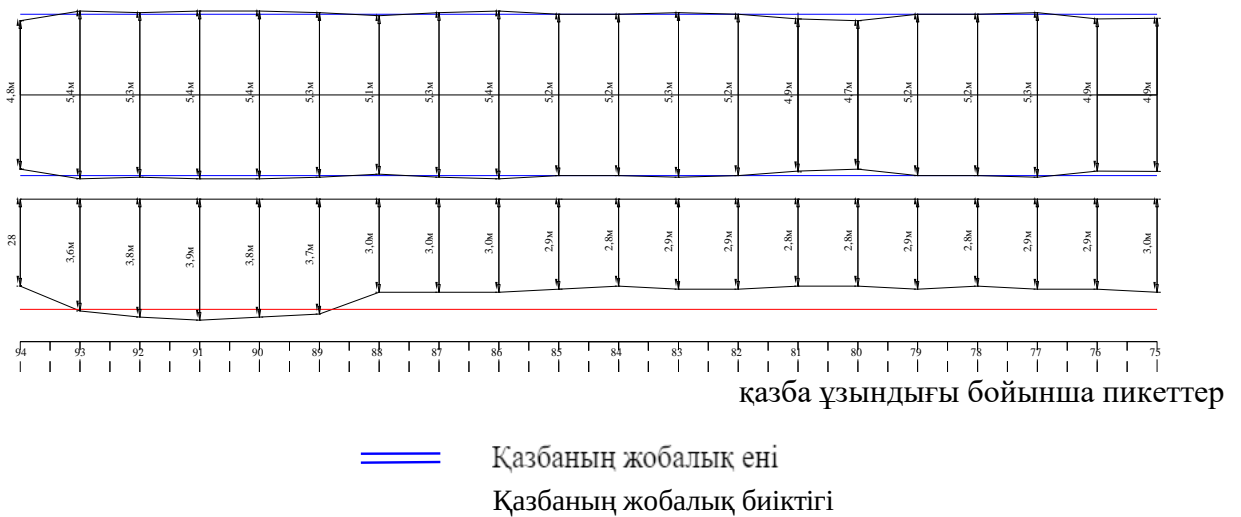 4,8м 5,4м 5,3м 5,4м 5,4м 5,3м 5,1м 5,3м 5,4м 5,2м 5,2м 5,3м 5,2м 4,9м 4,7м 5,2м 5,2м 5,3м 4,9м 4,9м
28 3,6м 3,8м 3,9м 3,8м 3,7м 3,0м 3,0м 3,0м 2,9м 2,8м 2,9м 2,9м 2,8м 2,8м 2,9м 2,8м 2,9м 2,9м 3,0м
94 93 92 91 90 89 88 87 86 85 84 83 82 81 80 79 78 77 76 75
қазба ұзындығы бойынша пикеттер
Қазбаның жобалық ені
Қазбаның жобалық биіктігі